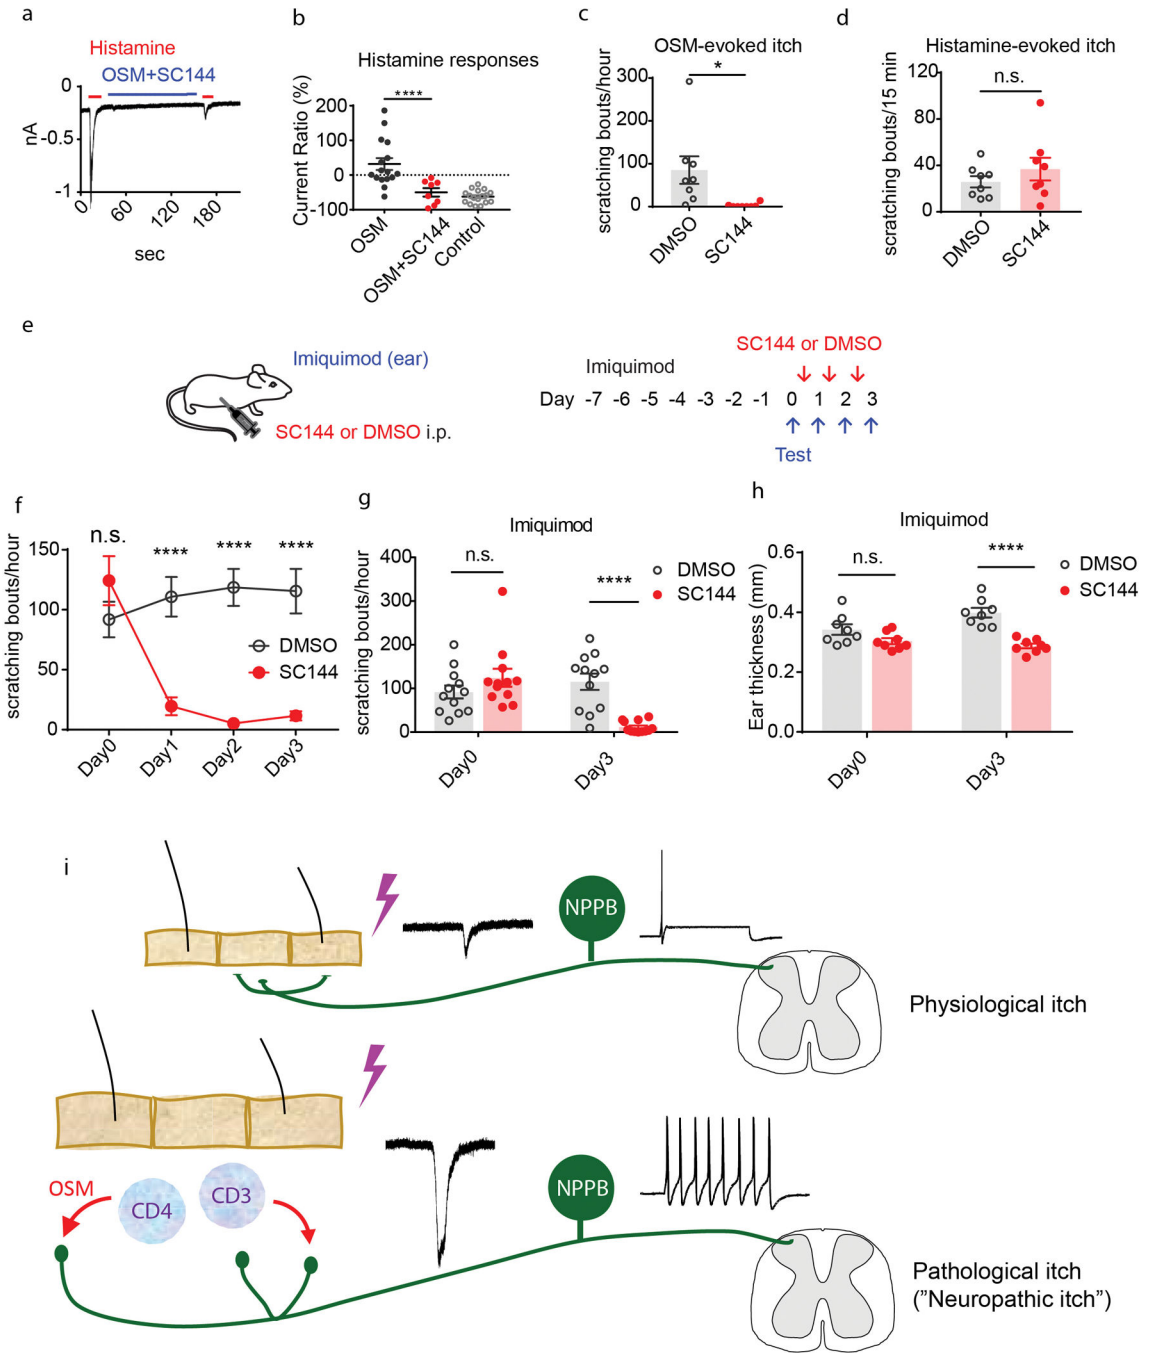 a
Histamine
OSM+SC144
0
-0.5
-1
nA
0
60
120
180
sec
b
Histamine responses
Current Ratio (%)
200
100
0
-100
****
OSM
OSM+SC144
Control
c
OSM-evoked itch
scratching bouts/hour
300
200
100
0
*
DMSO
SC144
d
Histamine-evoked itch
scratching bouts/15 min
120
80
40
0
n.s.
DMSO
SC144
e
Imiquimod (ear)
SC144 or DMSO i.p.
SC144 or DMSO
Imiquimod
Day -7 -6 -5 -4 -3 -2 -1 0 1 2 3
Test
f
scratching bouts/hour
150
100
50
0
n.s.
****
****
****
DMSO
SC144
Day0
Day1
Day2
Day3
g
Imiquimod
scratching bouts/hour
400
300
200
100
0
n.s.
****
DMSO
SC144
Day0
Day3
h
Imiquimod
Ear thickness (mm)
0.6
0.4
0.2
0.0
n.s.
****
DMSO
SC144
Day0
Day3
i
NPPB
Physiological itch
OSM
CD4
CD3
NPPB
Pathological itch
("Neuropathic itch")